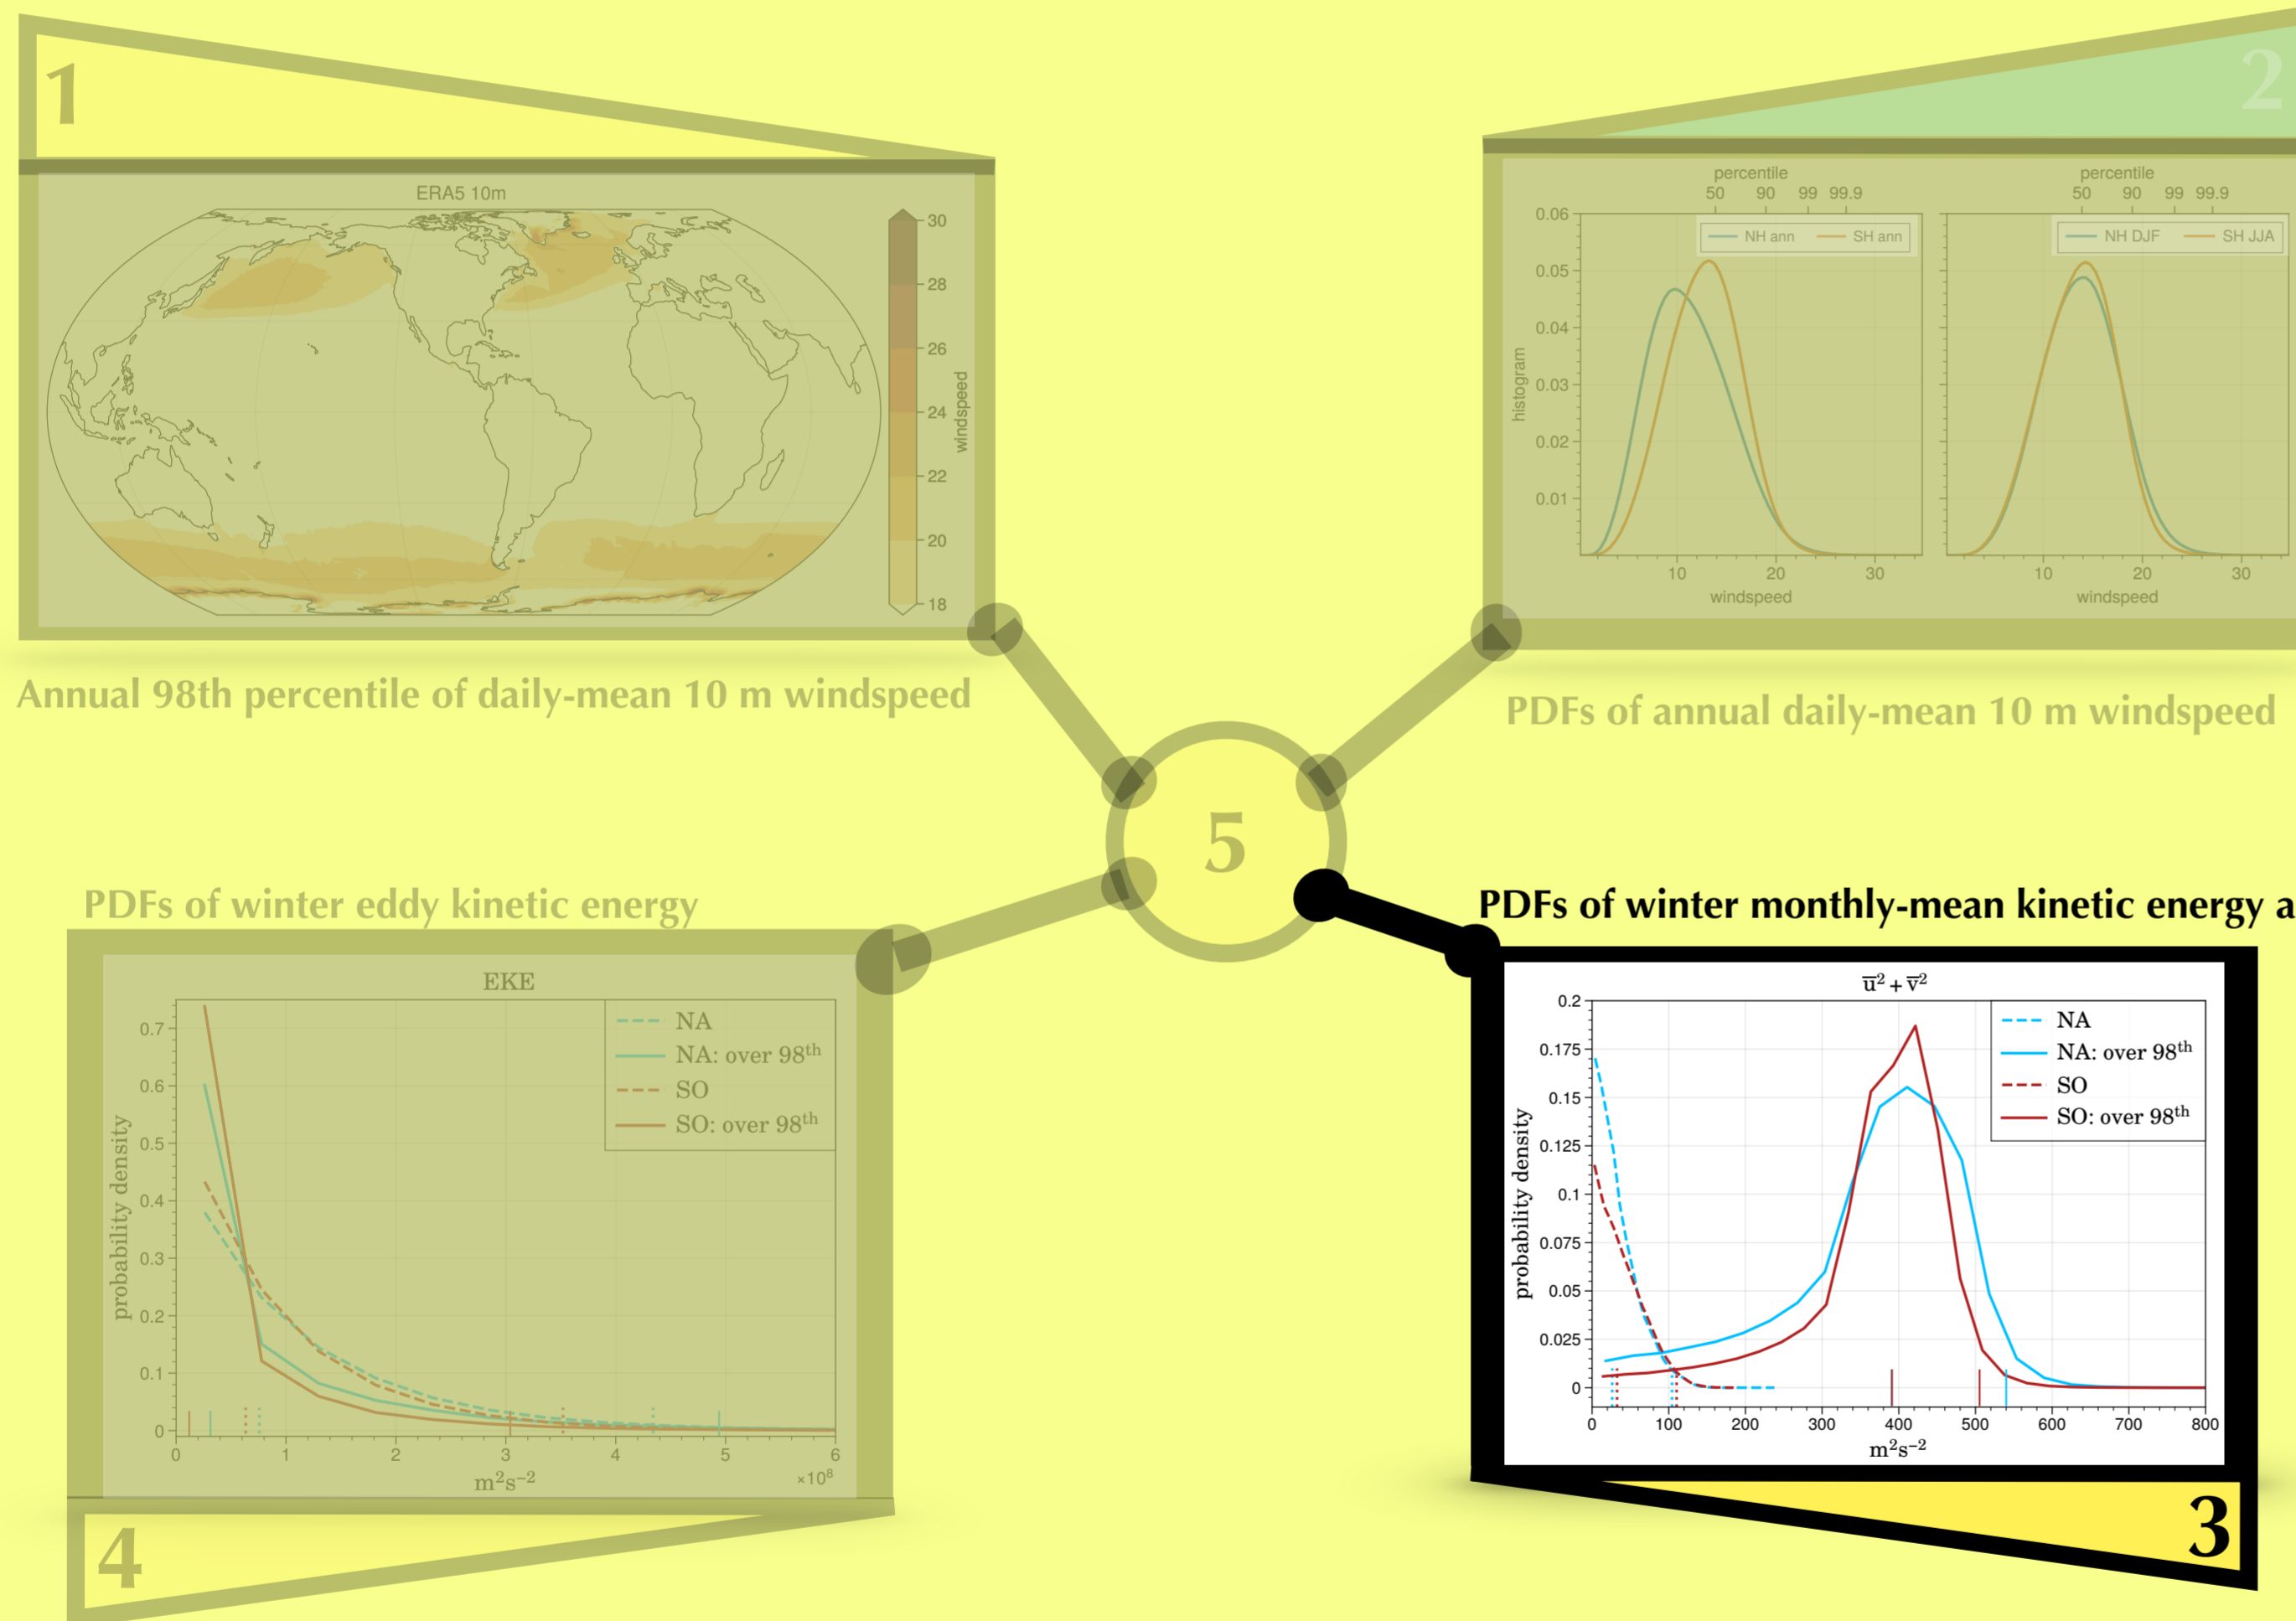 1
ERA5 10m
30
28
26
24
22
20
18
windspeed
Annual 98th percentile of daily-mean 10 m windspeed
2
percentile
50 90 99 99.9
percentile
50 90 99 99.9
NH ann SH ann
NH DJF SH JJA
0.06
0.05
0.04
0.03
0.02
0.01
histogram
10 20 30
windspeed
10 20 30
windspeed
PDFs of annual daily-mean 10 m windspeed
5
PDFs of winter eddy kinetic energy
EKE
NA
NA: over 98th
SO
SO: over 98th
0.7
0.6
0.5
0.4
0.3
0.2
0.1
0
probability density
0 1 2 3 4 5 6
×10⁸
m²s⁻²
4
PDFs of winter monthly-mean kinetic energy a
u̅² + v̅²
NA
NA: over 98th
SO
SO: over 98th
0.2
0.175
0.15
0.125
0.1
0.075
0.05
0.025
0
probability density
0 100 200 300 400 500 600 700 800
m²s⁻²
3